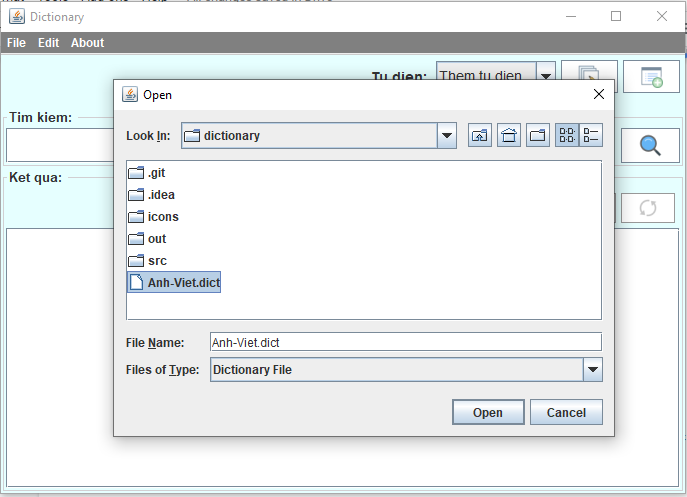 Dictionary
File Edit About
Tu dien: Them tu dien
Open
Tim kiem:
Look In: dictionary
Ket qua:
.git
.idea
icons
out
src
Anh-Viet.dict
File Name: Anh-Viet.dict
Files of Type: Dictionary File
Open Cancel